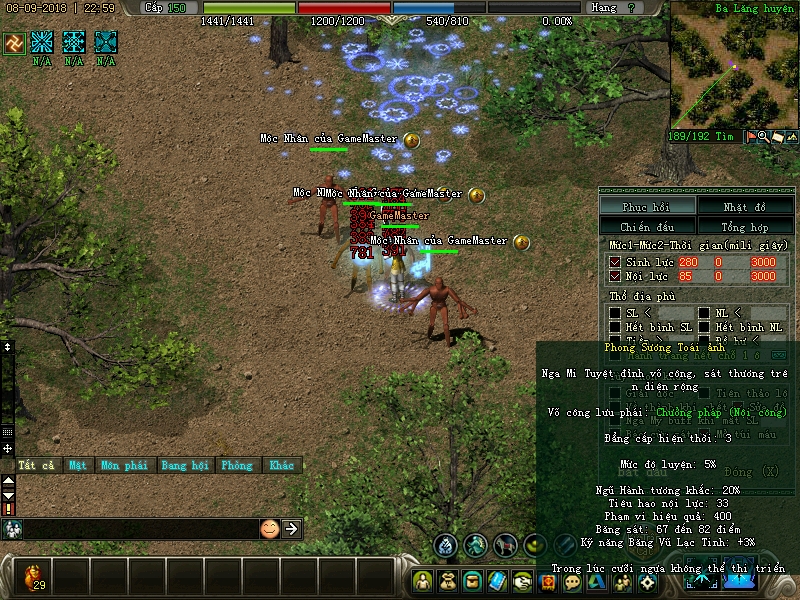 08-09-2018 | 22:59
Cấp 150
Hạng ?
1441/1441
1200/1200
540/810
0.00%
N/A N/A N/A
Ba Lăng huyện
189/192 Tìm
Mộc Nhân của GameMaster
Mộc Nhân của GameMaster
GameMaster
Mộc Nhân của GameMaster
781
Phục hồi
Nhặt đồ
Chiến đấu
Tổng hợp
Mức1-Mức2-Thời gian(mili giây)
Sinh lực 280 0 3000
Nội lực 85 0 3000
Thổ địa phù
SL <
NL <
Hết bình SL
Hết bình NL
Phong Sương Toái Ảnh
Nga Mi Tuyệt đỉnh võ công, sát thương trê
n diện rộng
Võ công lưu phái: Chưởng pháp (Nội công)
Đẳng cấp hiện thời: 3
Mức độ luyện: 5%
Ngũ Hành tương khắc: 20%
Tiêu hao nội lực: 33
Phạm vi hiệu quả: 400
Băng sát: 67 đến 82 điểm
Kỹ năng Băng Vũ Lạc Tinh: +3%
Trong lúc cưỡi ngựa không thể thi triển
Đóng (X)
Tất cả
Mật
Môn phái
Bang hội
Phòng
Khác
29